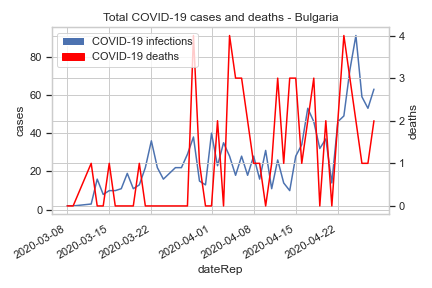 Total COVID-19 cases and deaths - Bulgaria
COVID-19 infections
COVID-19 deaths
80
60
40
20
0
4
3
2
1
0
cases
deaths
2020-03-08
2020-03-15
2020-03-22
2020-04-01
2020-04-08
2020-04-15
2020-04-22
dateRep